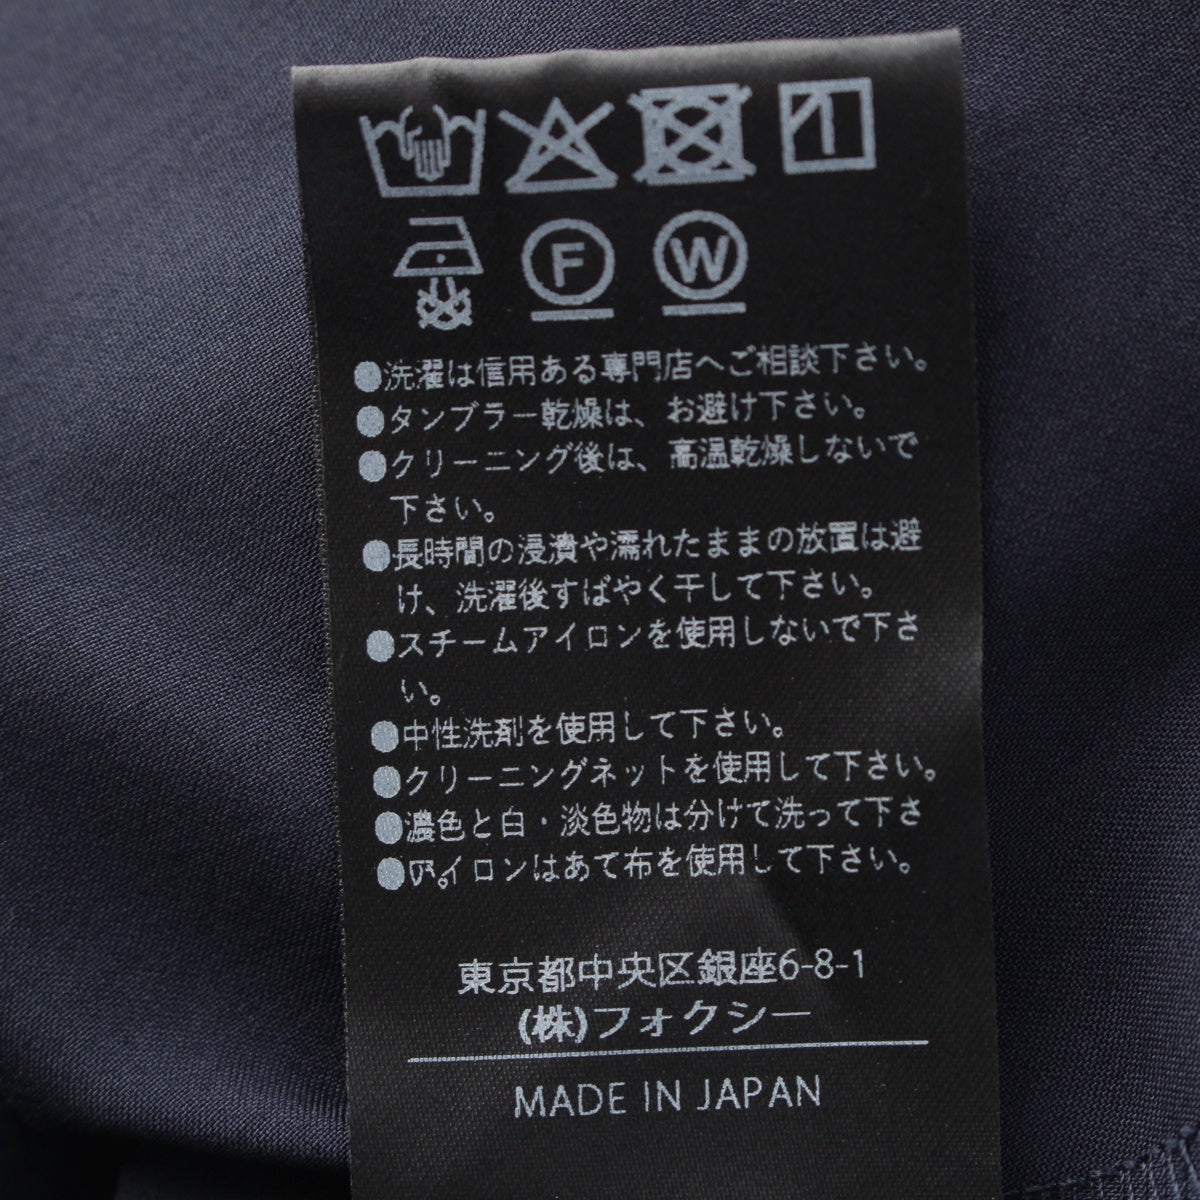 F W
●洗濯は信用ある専門店へご相談下さい。
●タンブラー乾燥は、お避け下さい。
●クリーニング後は、高温乾燥しないで
下さい。
●長時間の浸漬や濡れたままの放置は避
け、洗濯後すばやく干して下さい。
●スチームアイロンを使用しないで下さ
い。
●中性洗剤を使用して下さい。
●クリーニングネットを使用して下さい。
●濃色と白・淡色物は分けて洗って下さ
い。
●アイロンはあて布を使用して下さい。
東京都中央区銀座6-8-1
(株)フォクシー
MADE IN JAPAN